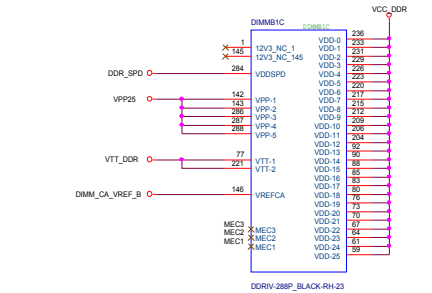 VCC_DDR
DIMMB1C
DIMMB1C
1 12V3_NC_1
145 12V3_NC_145
DDR_SPD 284 VDDSPD
VPP25 142 VPP-1
143 VPP-2
286 VPP-3
287 VPP-4
288 VPP-5
VTT_DDR 77 VTT-1
221 VTT-2
DIMM_CA_VREF_B 146 VREFCA
MEC3 MEC3
MEC2 MEC2
MEC1 MEC1
VDD-0 236
VDD-1 233
VDD-2 231
VDD-3 229
VDD-4 226
VDD-5 223
VDD-6 220
VDD-7 217
VDD-8 215
VDD-9 212
VDD-10 209
VDD-11 206
VDD-12 204
VDD-13 92
VDD-14 90
VDD-15 88
VDD-16 85
VDD-17 83
VDD-18 80
VDD-19 76
VDD-20 73
VDD-21 70
VDD-22 67
VDD-23 64
VDD-24 61
VDD-25 59
DDRIV-288P_BLACK-RH-23